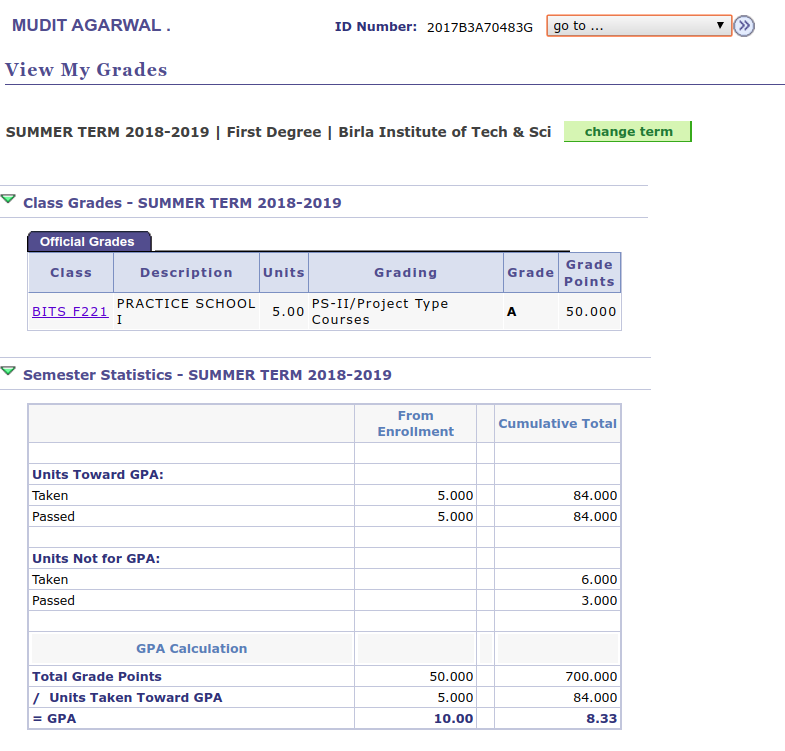 MUDIT AGARWAL .
ID Number: 2017B3A70483G go to ...
View My Grades
SUMMER TERM 2018-2019 | First Degree | Birla Institute of Tech & Sci change term
Class Grades - SUMMER TERM 2018-2019
Official Grades
Class Description Units Grading Grade Grade Points
BITS F221 PRACTICE SCHOOL I 5.00 PS-II/Project Type Courses A 50.000
Semester Statistics - SUMMER TERM 2018-2019
From Enrollment Cumulative Total
Units Toward GPA:
Taken 5.000 84.000
Passed 5.000 84.000
Units Not for GPA:
Taken 6.000
Passed 3.000
GPA Calculation
Total Grade Points 50.000 700.000
/ Units Taken Toward GPA 5.000 84.000
= GPA 10.00 8.33